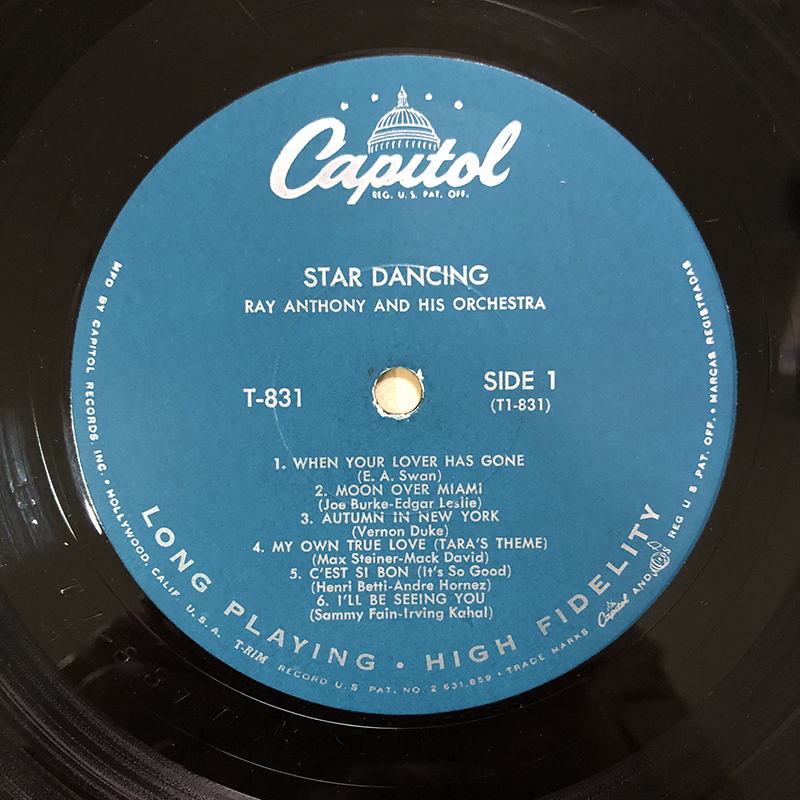 Capitol
REG. U. S. PAT. OFF.
STAR DANCING
RAY ANTHONY AND HIS ORCHESTRA
T-831
SIDE 1
(T1-831)
1. WHEN YOUR LOVER HAS GONE
(E. A. Swan)
2. MOON OVER MIAMI
(Joe Burke-Edgar Leslie)
3. AUTUMN IN NEW YORK
(Vernon Duke)
4. MY OWN TRUE LOVE (TARA'S THEME)
(Max Steiner-Mack David)
5. C'EST SI BON (It's So Good)
(Henri Betti-Andre Hornez)
6. I'LL BE SEEING YOU
(Sammy Fain-Irving Kahal)
LONG PLAYING • HIGH FIDELITY
MFD BY CAPITOL RECORDS, INC. • HOLLYWOOD, CALIF. U. S. A. T-RIM RECORD U. S. PAT. NO. 2 631,859 • TRADE MARKS Capitol AND REG U S PAT. OFF. • MARCAS REGISTRADAS